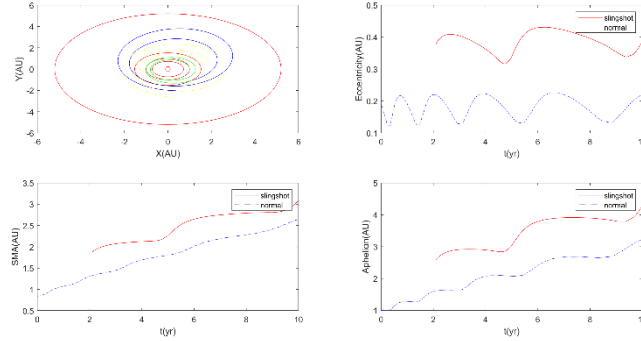 6
4
2
0
-2
-4
-6
Y(AU)
-6 -4 -2 0 2 4 6
X(AU)
0.5
0.4
0.3
0.2
0.1
Eccentricity(AU)
slingshot
normal
0 2 4 6 8 10
t(yr)
3.5
3
2.5
2
1.5
1
0.5
SMA(AU)
slingshot
normal
0 2 4 6 8 10
t(yr)
5
4
3
2
1
Aphelion(AU)
slingshot
normal
0 2 4 6 8
t(yr)